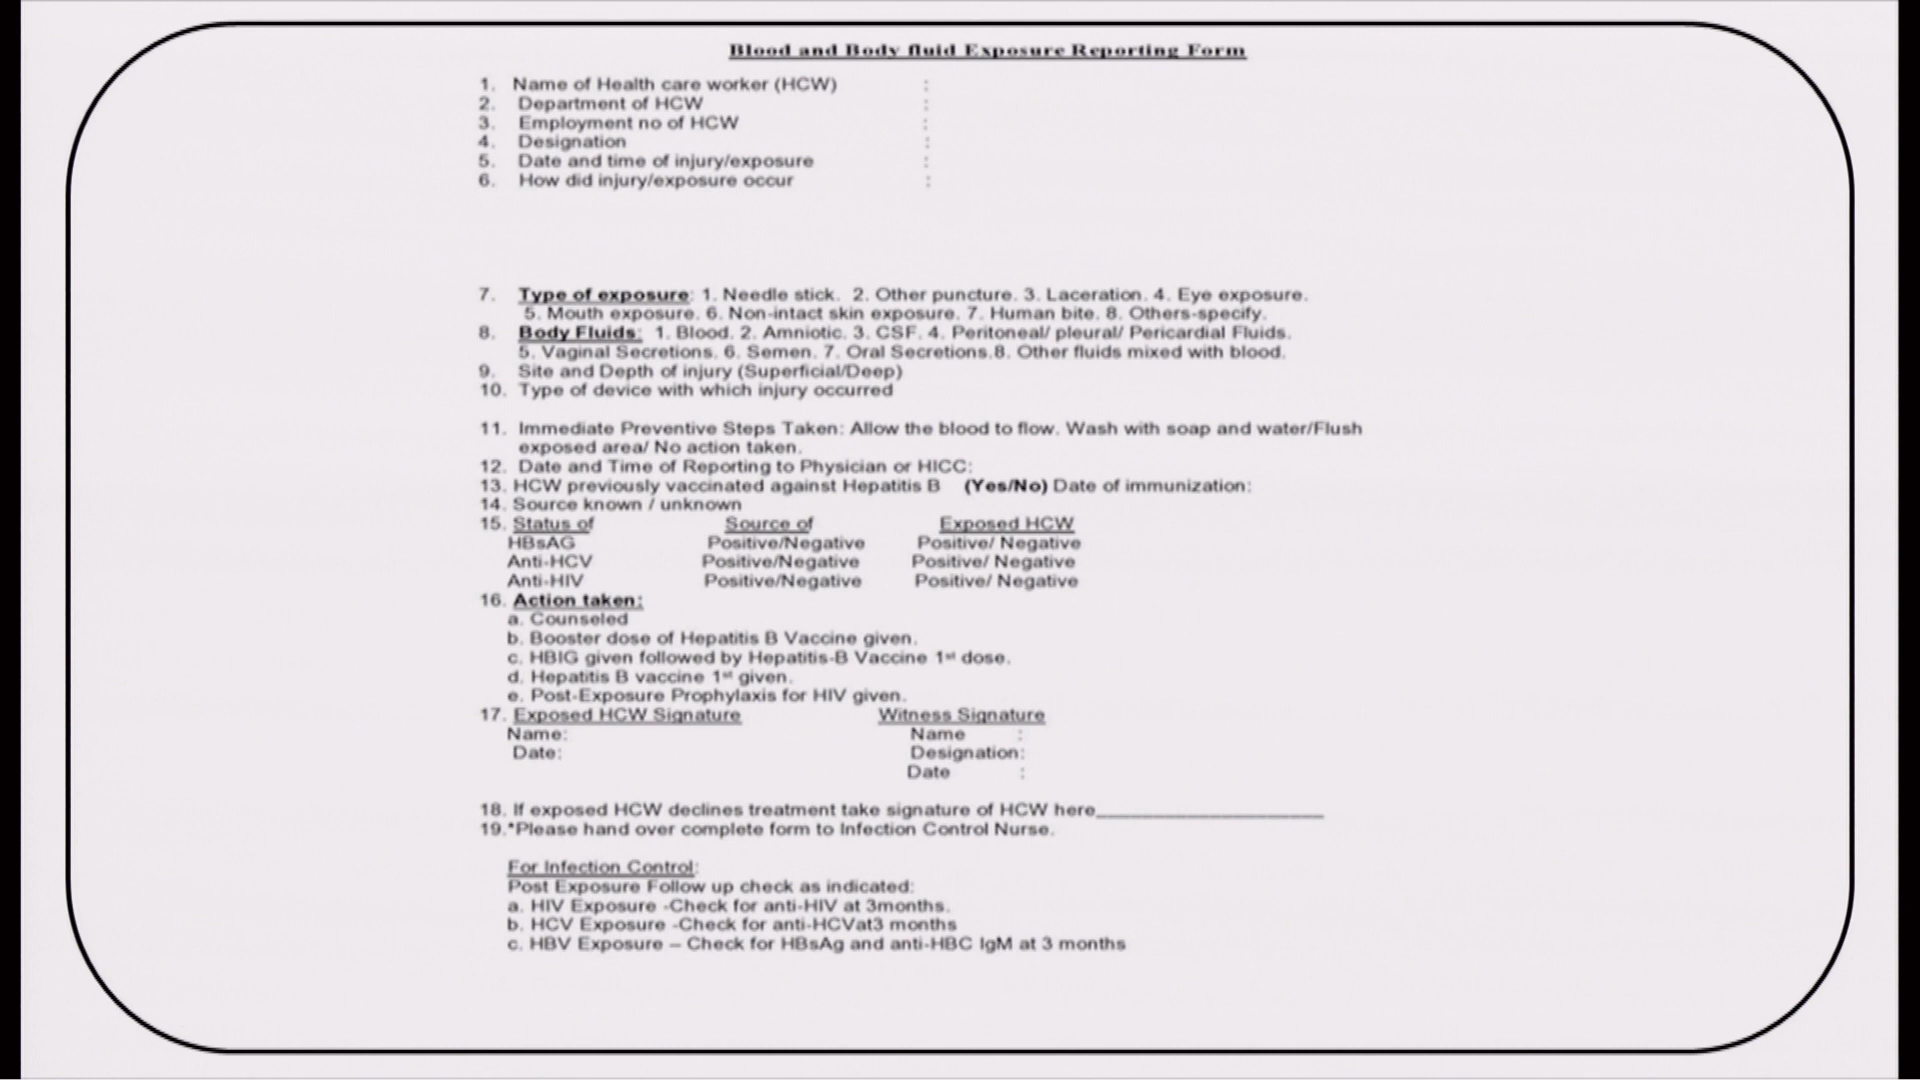 Blood and Body fluid Exposure Reporting Form
1. Name of Health care worker (HCW) :
2. Department of HCW :
3. Employment no of HCW :
4. Designation :
5. Date and time of injury/exposure :
6. How did injury/exposure occur :
7. Type of exposure: 1. Needle stick. 2. Other puncture. 3. Laceration. 4. Eye exposure.
5. Mouth exposure. 6. Non-intact skin exposure. 7. Human bite. 8. Others-specify.
8. Body Fluids: 1. Blood. 2. Amniotic. 3. CSF. 4. Peritoneal/ pleural/ Pericardial Fluids.
5. Vaginal Secretions. 6. Semen. 7. Oral Secretions.8. Other fluids mixed with blood.
9. Site and Depth of injury (Superficial/Deep)
10. Type of device with which injury occurred
11. Immediate Preventive Steps Taken: Allow the blood to flow. Wash with soap and water/Flush
exposed area/ No action taken.
12. Date and Time of Reporting to Physician or HICC:
13. HCW previously vaccinated against Hepatitis B (Yes/No) Date of immunization:
14. Source known / unknown
15. Status of Source of Exposed HCW
HBsAG Positive/Negative Positive/ Negative
Anti-HCV Positive/Negative Positive/ Negative
Anti-HIV Positive/Negative Positive/ Negative
16. Action taken:
a. Counseled
b. Booster dose of Hepatitis B Vaccine given.
c. HBIG given followed by Hepatitis-B Vaccine 1st dose.
d. Hepatitis B vaccine 1st given.
e. Post-Exposure Prophylaxis for HIV given.
17. Exposed HCW Signature Witness Signature
Name: Name :
Date: Designation:
Date :
18. If exposed HCW declines treatment take signature of HCW here____________________
19.*Please hand over complete form to Infection Control Nurse.
For Infection Control:
Post Exposure Follow up check as indicated:
a. HIV Exposure -Check for anti-HIV at 3months.
b. HCV Exposure -Check for anti-HCVat3 months
c. HBV Exposure – Check for HBsAg and anti-HBC IgM at 3 months